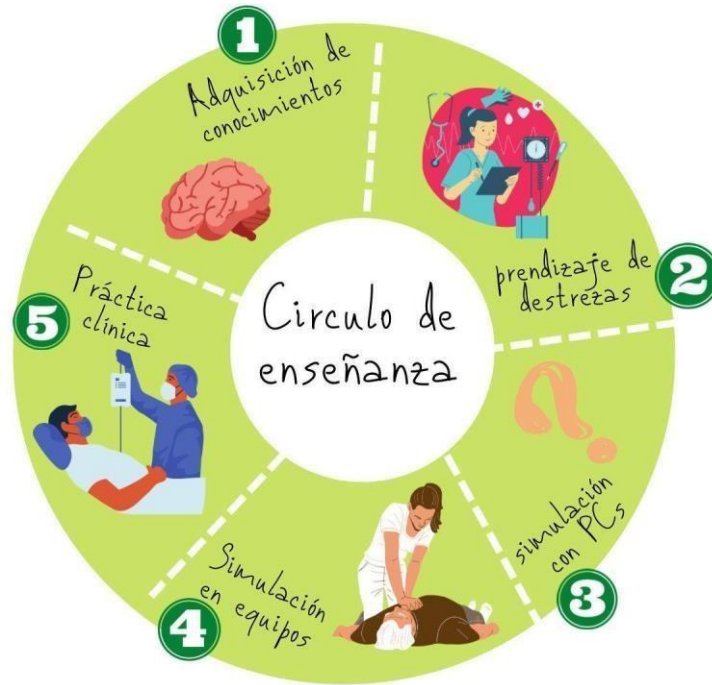 Circulo de
enseñanza
1
Adquisición de
conocimientos
2
prendizaje de
destrezas
3
simulación
con PCs
4
Simulación
en equipos
5
Práctica
clínica